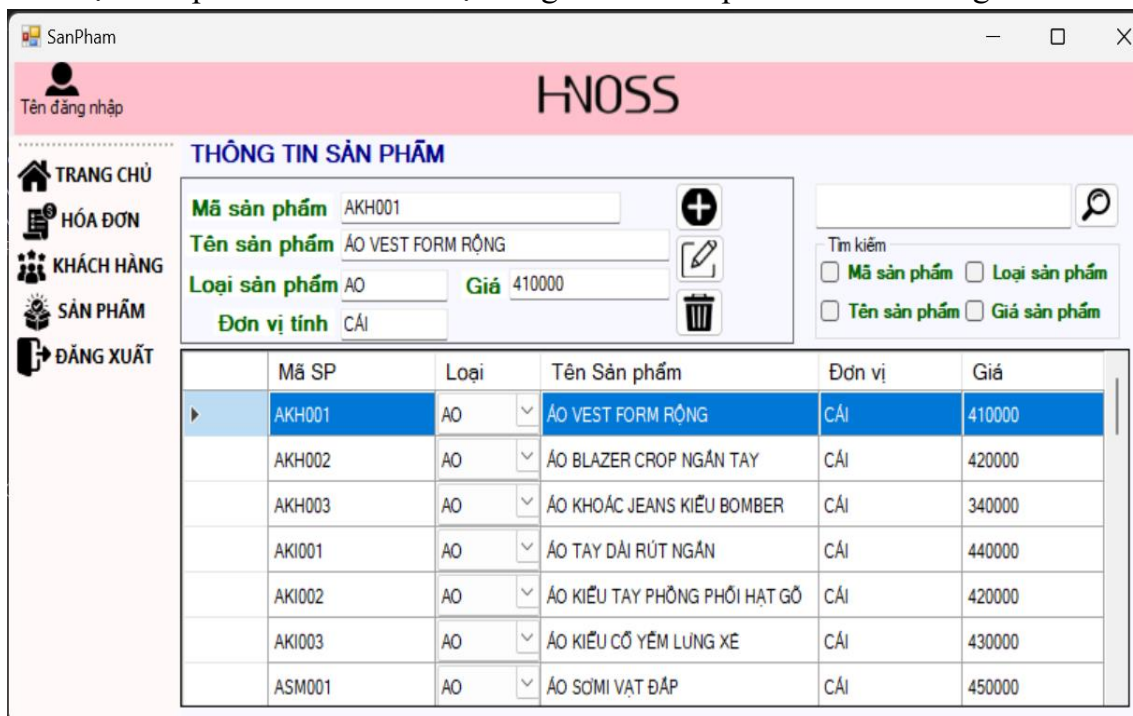 SanPham
Tên đăng nhập
HNOSS
TRANG CHỦ
HÓA ĐƠN
KHÁCH HÀNG
SẢN PHẨM
ĐĂNG XUẤT
THÔNG TIN SẢN PHẨM
Mã sản phẩm AKH001
Tên sản phẩm ÁO VEST FORM RỘNG
Loại sản phẩm AO Giá 410000
Đơn vị tính CÁI
Tìm kiếm
Mã sản phẩm Loại sản phẩm
Tên sản phẩm Giá sản phẩm
Mã SP Loại Tên Sản phẩm Đơn vị Giá
AKH001 AO ÁO VEST FORM RỘNG CÁI 410000
AKH002 AO ÁO BLAZER CROP NGẮN TAY CÁI 420000
AKH003 AO ÁO KHOÁC JEANS KIỂU BOMBER CÁI 340000
AKI001 AO ÁO TAY DÀI RÚT NGẮN CÁI 440000
AKI002 AO ÁO KIỂU TAY PHỒNG PHỐI HẠT GỖ CÁI 420000
AKI003 AO ÁO KIỂU CỔ YẾM LƯNG XẺ CÁI 430000
ASM001 AO ÁO SƠMI VẠT ĐẮP CÁI 450000